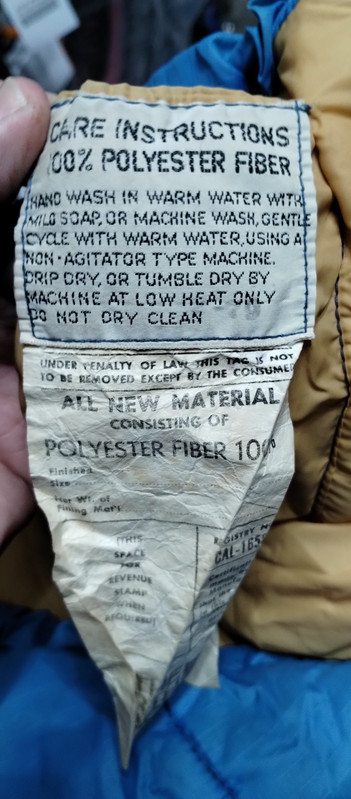 CARE INSTRUCTIONS
100% POLYESTER FIBER
HAND WASH IN WARM WATER WITH
MILD SOAP, OR MACHINE WASH, GENTLE
CYCLE WITH WARM WATER, USING A
NON-AGITATOR TYPE MACHINE.
DRIP DRY, OR TUMBLE DRY BY
MACHINE AT LOW HEAT ONLY
DO NOT DRY CLEAN
UNDER PENALTY OF LAW THIS TAG IS NOT
TO BE REMOVED EXCEPT BY THE CONSUMER
ALL NEW MATERIAL
CONSISTING OF
POLYESTER FIBER 100%
Finished
Size
Net Wt. of
Filling Mat'l
THIS
SPACE
FOR
REVENUE
STAMP
WHEN
REQUIRED
REGISTRY N
CAL-165